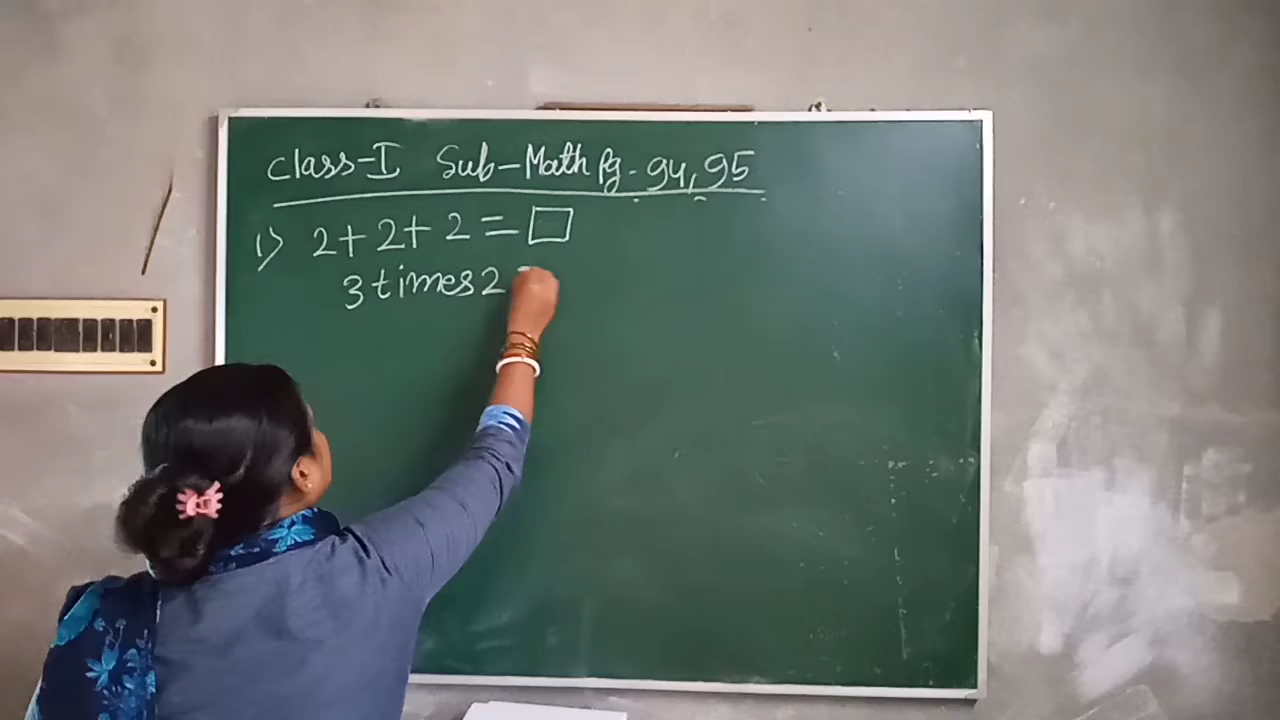 Class-I Sub-Math Pg-94,95
1) 2+2+2=□
3 times 2